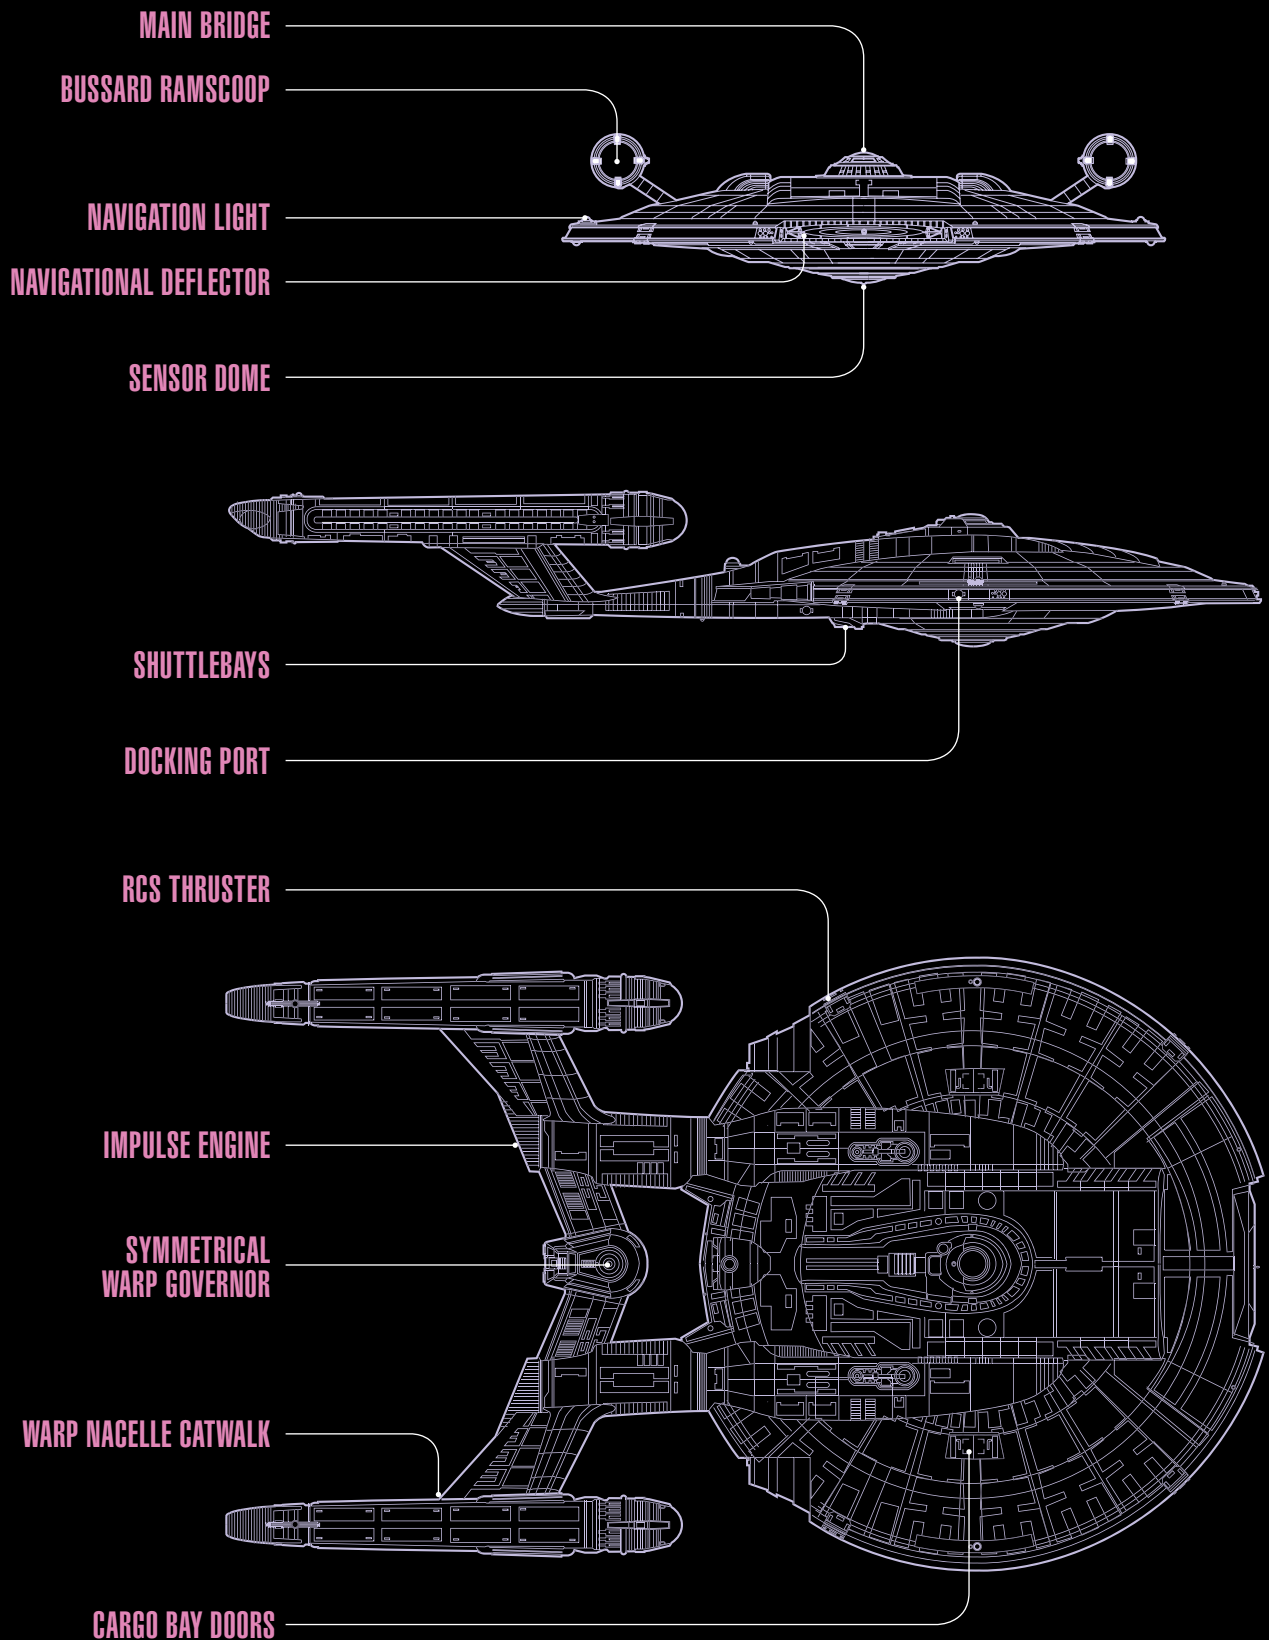 MAIN BRIDGE
BUSSARD RAMSCOOP
NAVIGATION LIGHT
NAVIGATIONAL DEFLECTOR
SENSOR DOME
SHUTTLEBAYS
DOCKING PORT
RCS THRUSTER
IMPULSE ENGINE
SYMMETRICAL
WARP GOVERNOR
WARP NACELLE CATWALK
CARGO BAY DOORS